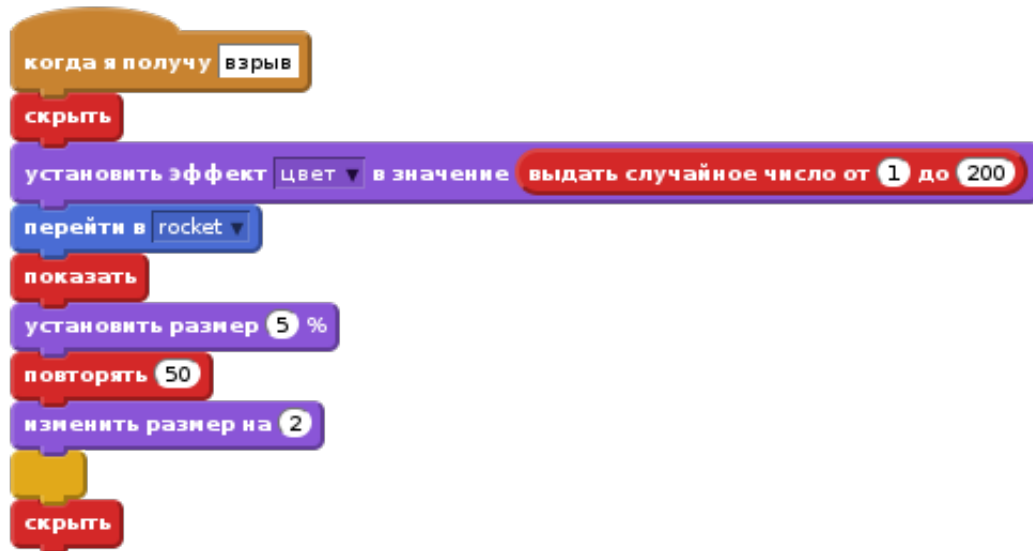 когда я получу взрыв
скрыть
установить эффект цвет в значение выдать случайное число от 1 до 200
перейти в rocket
показать
установить размер 5 %
повторять 50
изменить размер на 2
скрыть